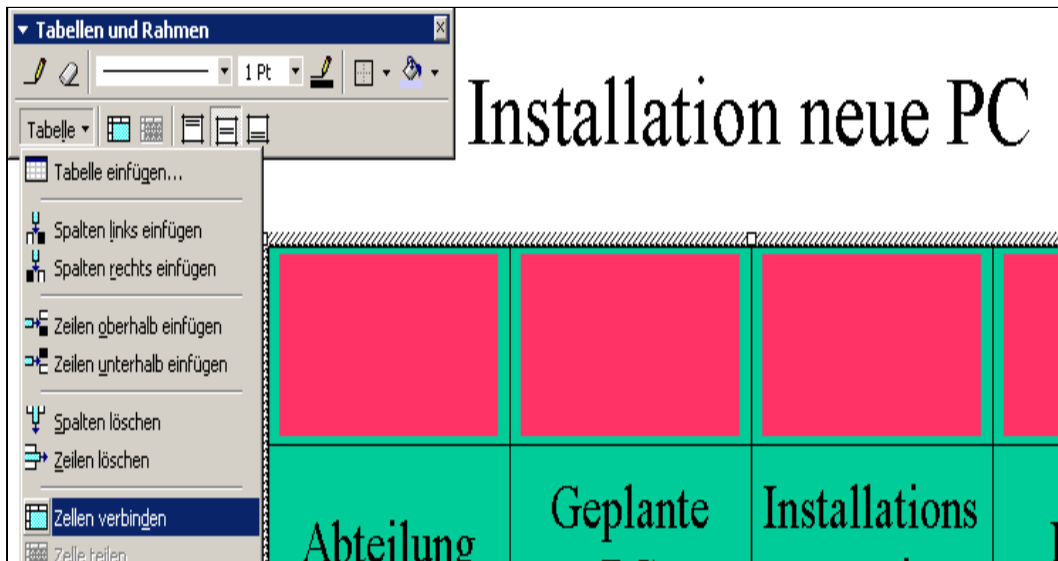 Tabellen und Rahmen
1 Pt
Tabelle
Installation neue PC
Tabelle einfügen...
Spalten links einfügen
Spalten rechts einfügen
Zeilen oberhalb einfügen
Zeilen unterhalb einfügen
Spalten löschen
Zeilen löschen
Zellen verbinden
Zelle teilen
Abteilung
Geplante
Installations